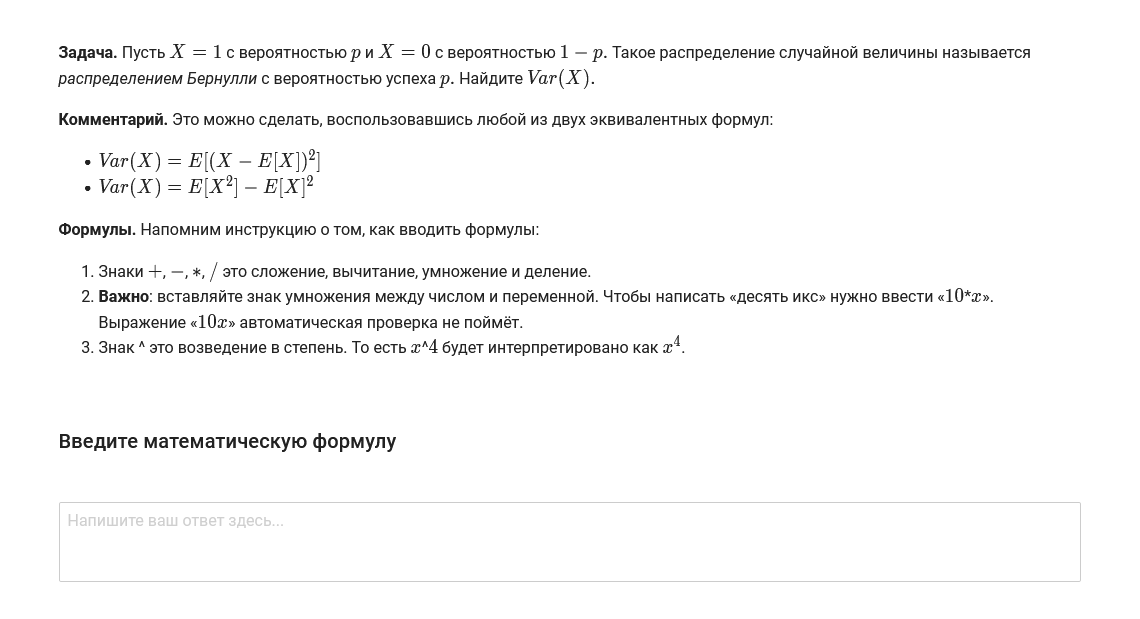 Задача. Пусть X = 1 с вероятностью p и X = 0 с вероятностью 1 − p. Такое распределение случайной величины называется
распределением Бернулли с вероятностью успеха p. Найдите Var(X).
Комментарий. Это можно сделать, воспользовавшись любой из двух эквивалентных формул:
• Var(X) = E[(X − E[X])²]
• Var(X) = E[X²] − E[X]²
Формулы. Напомним инструкцию о том, как вводить формулы:
1. Знаки +, −, *, / это сложение, вычитание, умножение и деление.
2. Важно: вставляйте знак умножения между числом и переменной. Чтобы написать «десять икс» нужно ввести «10*x».
Выражение «10x» автоматическая проверка не поймёт.
3. Знак ^ это возведение в степень. То есть x^4 будет интерпретировано как x⁴.
Введите математическую формулу
Напишите ваш ответ здесь...